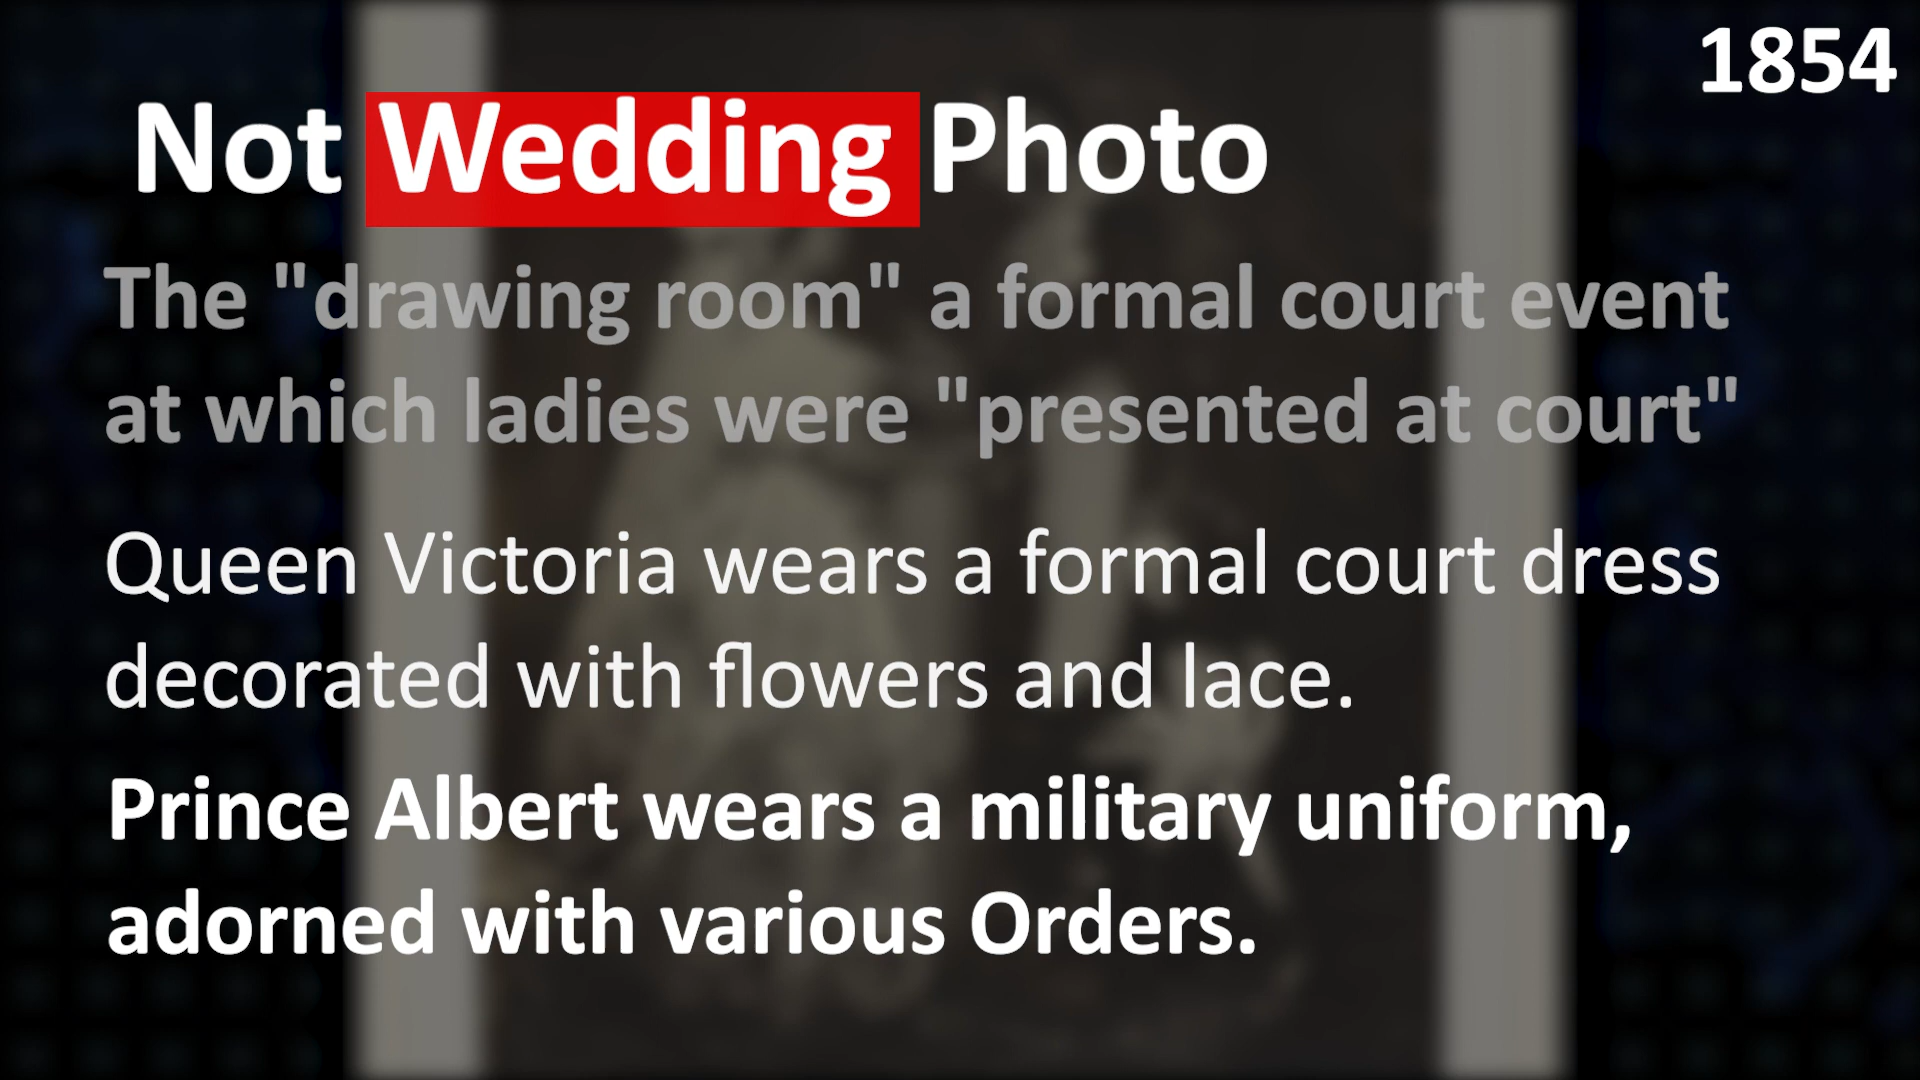 1854
Not Wedding Photo
The "drawing room" a formal court event
at which ladies were "presented at court"
Queen Victoria wears a formal court dress
decorated with flowers and lace.
Prince Albert wears a military uniform,
adorned with various Orders.